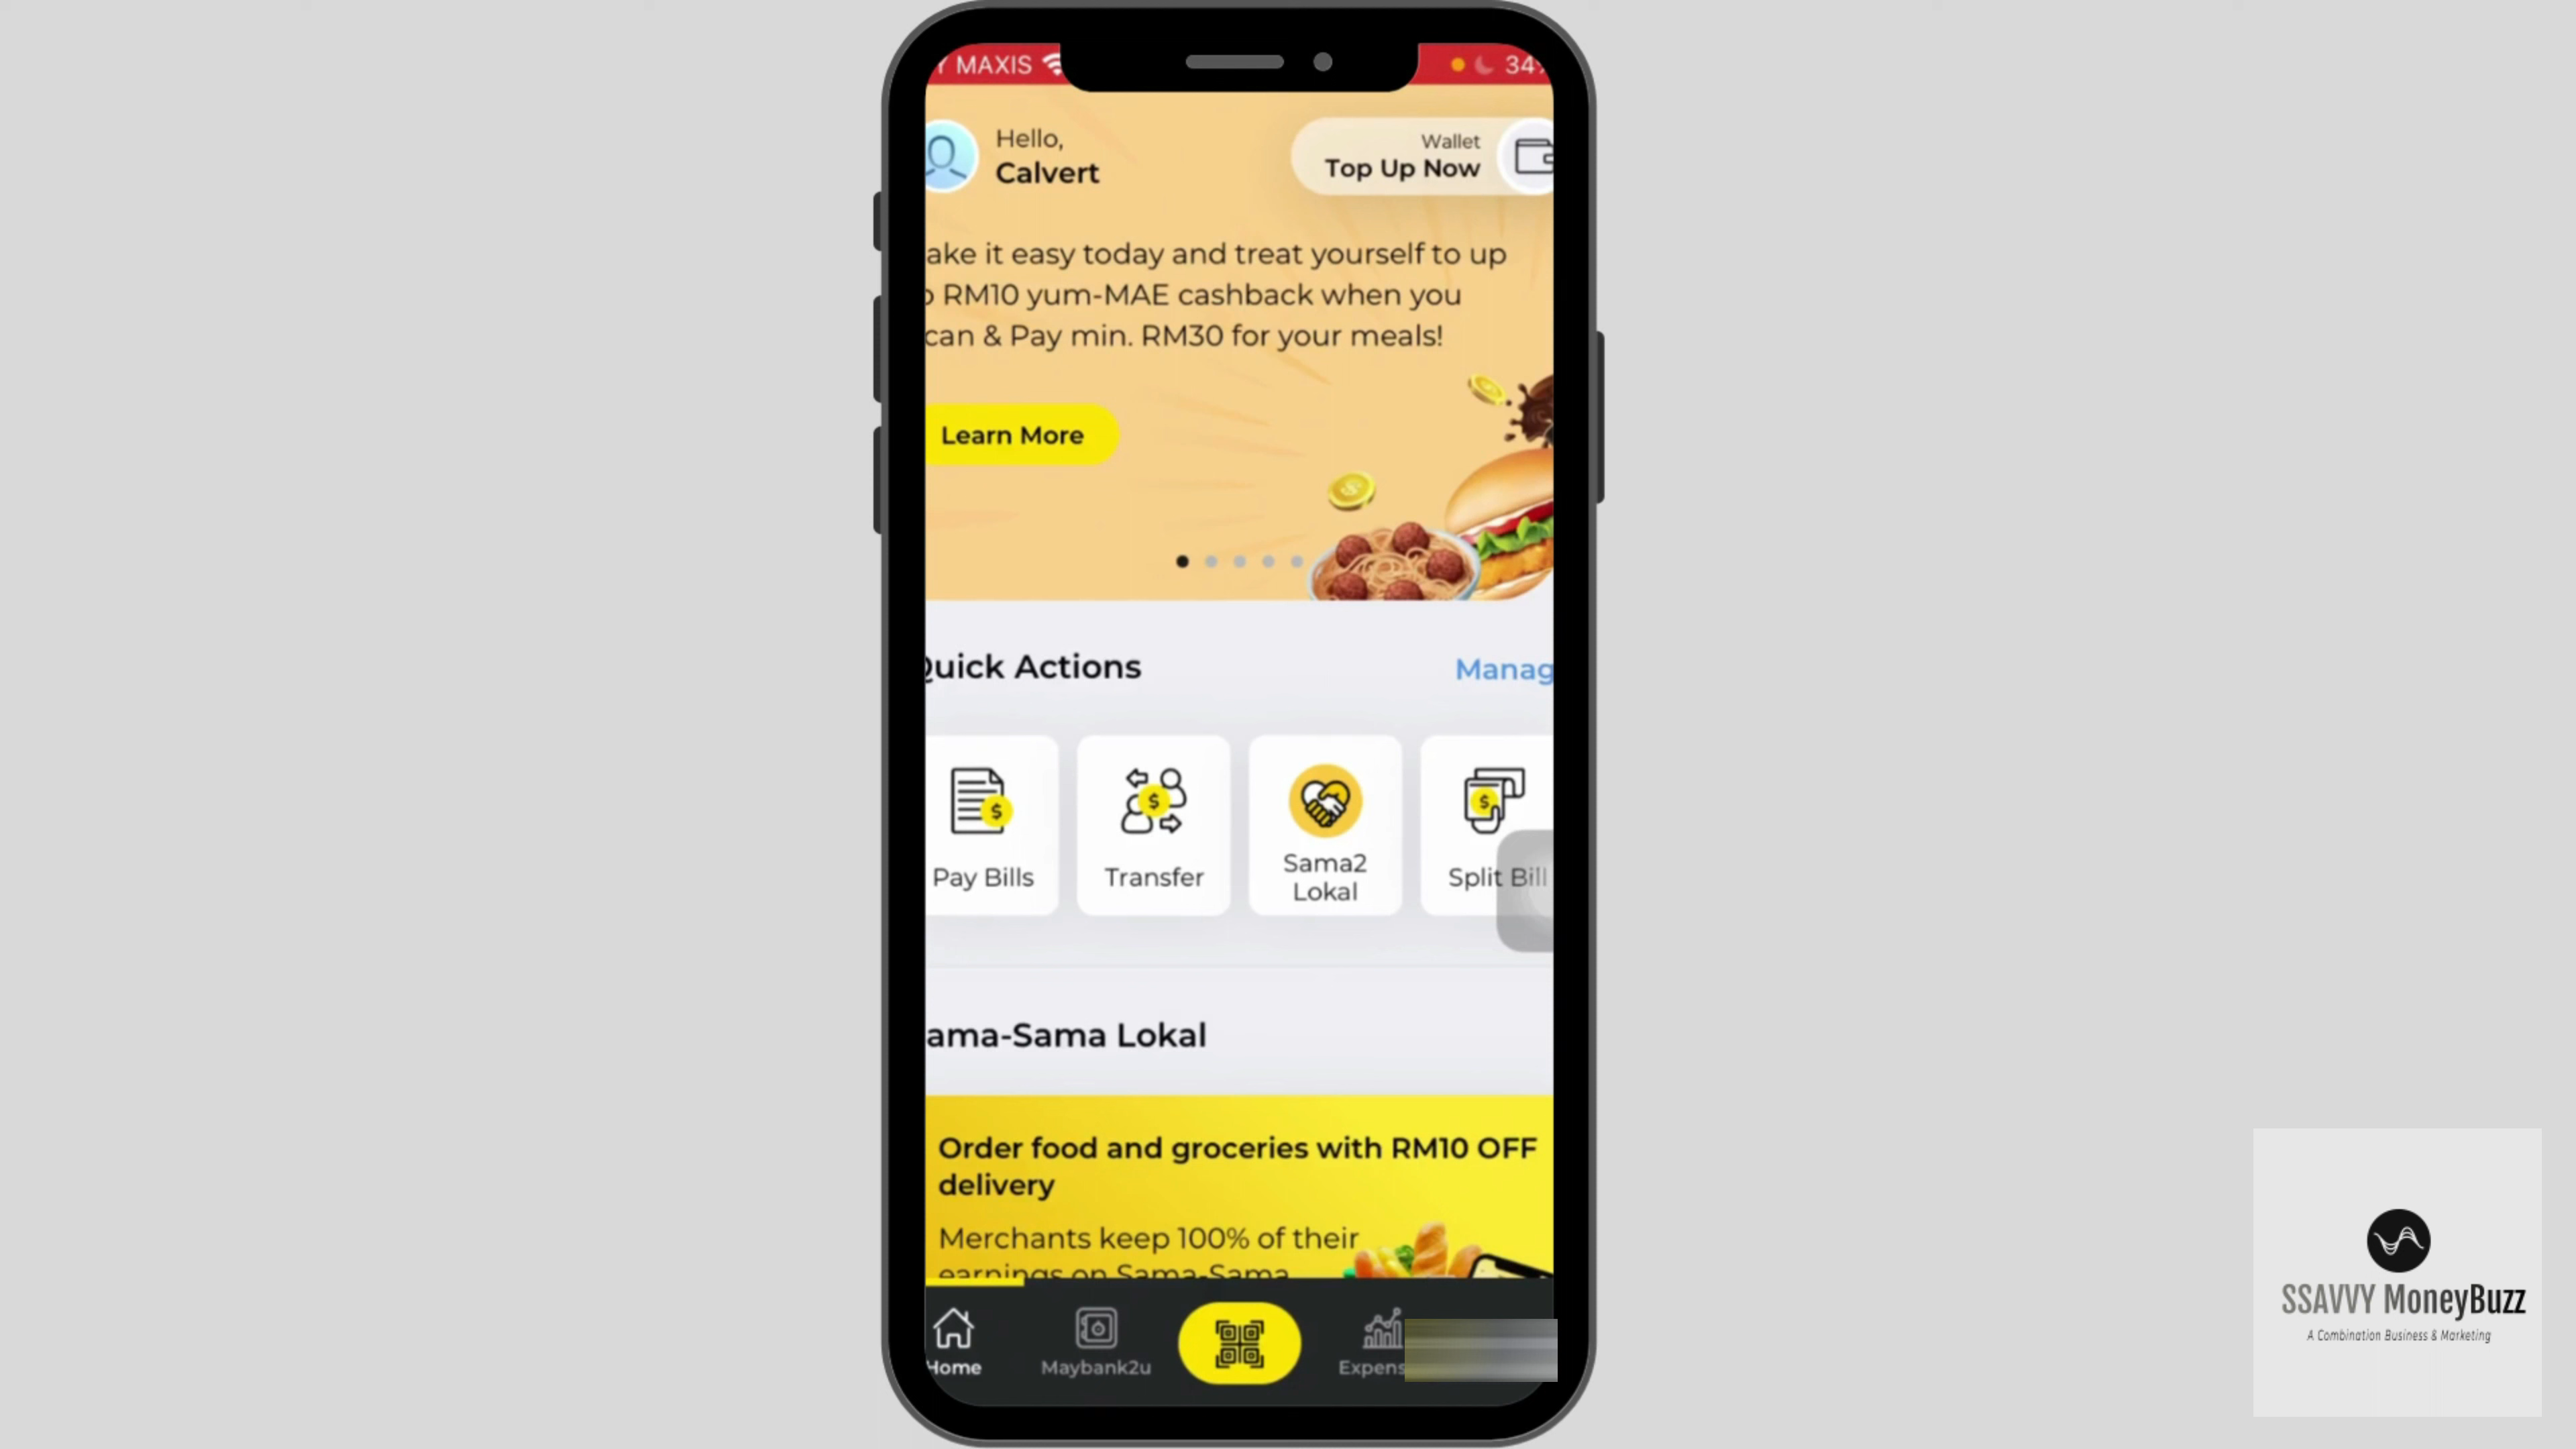 Y MAXIS
34%
Hello,
Calvert
Wallet
Top Up Now
ake it easy today and treat yourself to up
o RM10 yum-MAE cashback when you
can & Pay min. RM30 for your meals!
Learn More
Quick Actions
Manag
Pay Bills
Transfer
Sama2
Lokal
Split Bill
ama-Sama Lokal
Order food and groceries with RM10 OFF
delivery
Merchants keep 100% of their
earnings on Sama-Sama
Home
Maybank2u
Expens
SSAVVY MoneyBuzz
A Combination Business & Marketing